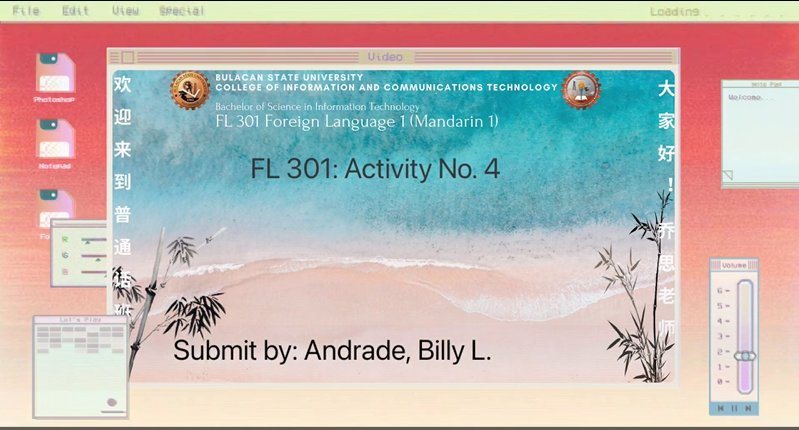 File Edit View Special
Loading
Video
BULACAN STATE UNIVERSITY
COLLEGE OF INFORMATION AND COMMUNICATIONS TECHNOLOGY
Bachelor of Science in Information Technology
FL 301 Foreign Language 1 (Mandarin 1)
欢迎来到普通话班
大家好！乔思老师
FL 301: Activity No. 4
Submit by: Andrade, Billy L.
Photoshop
Notepad
Note Pad
Welcome...
Let's Play
Volume
6
5
4
3
2
1
0